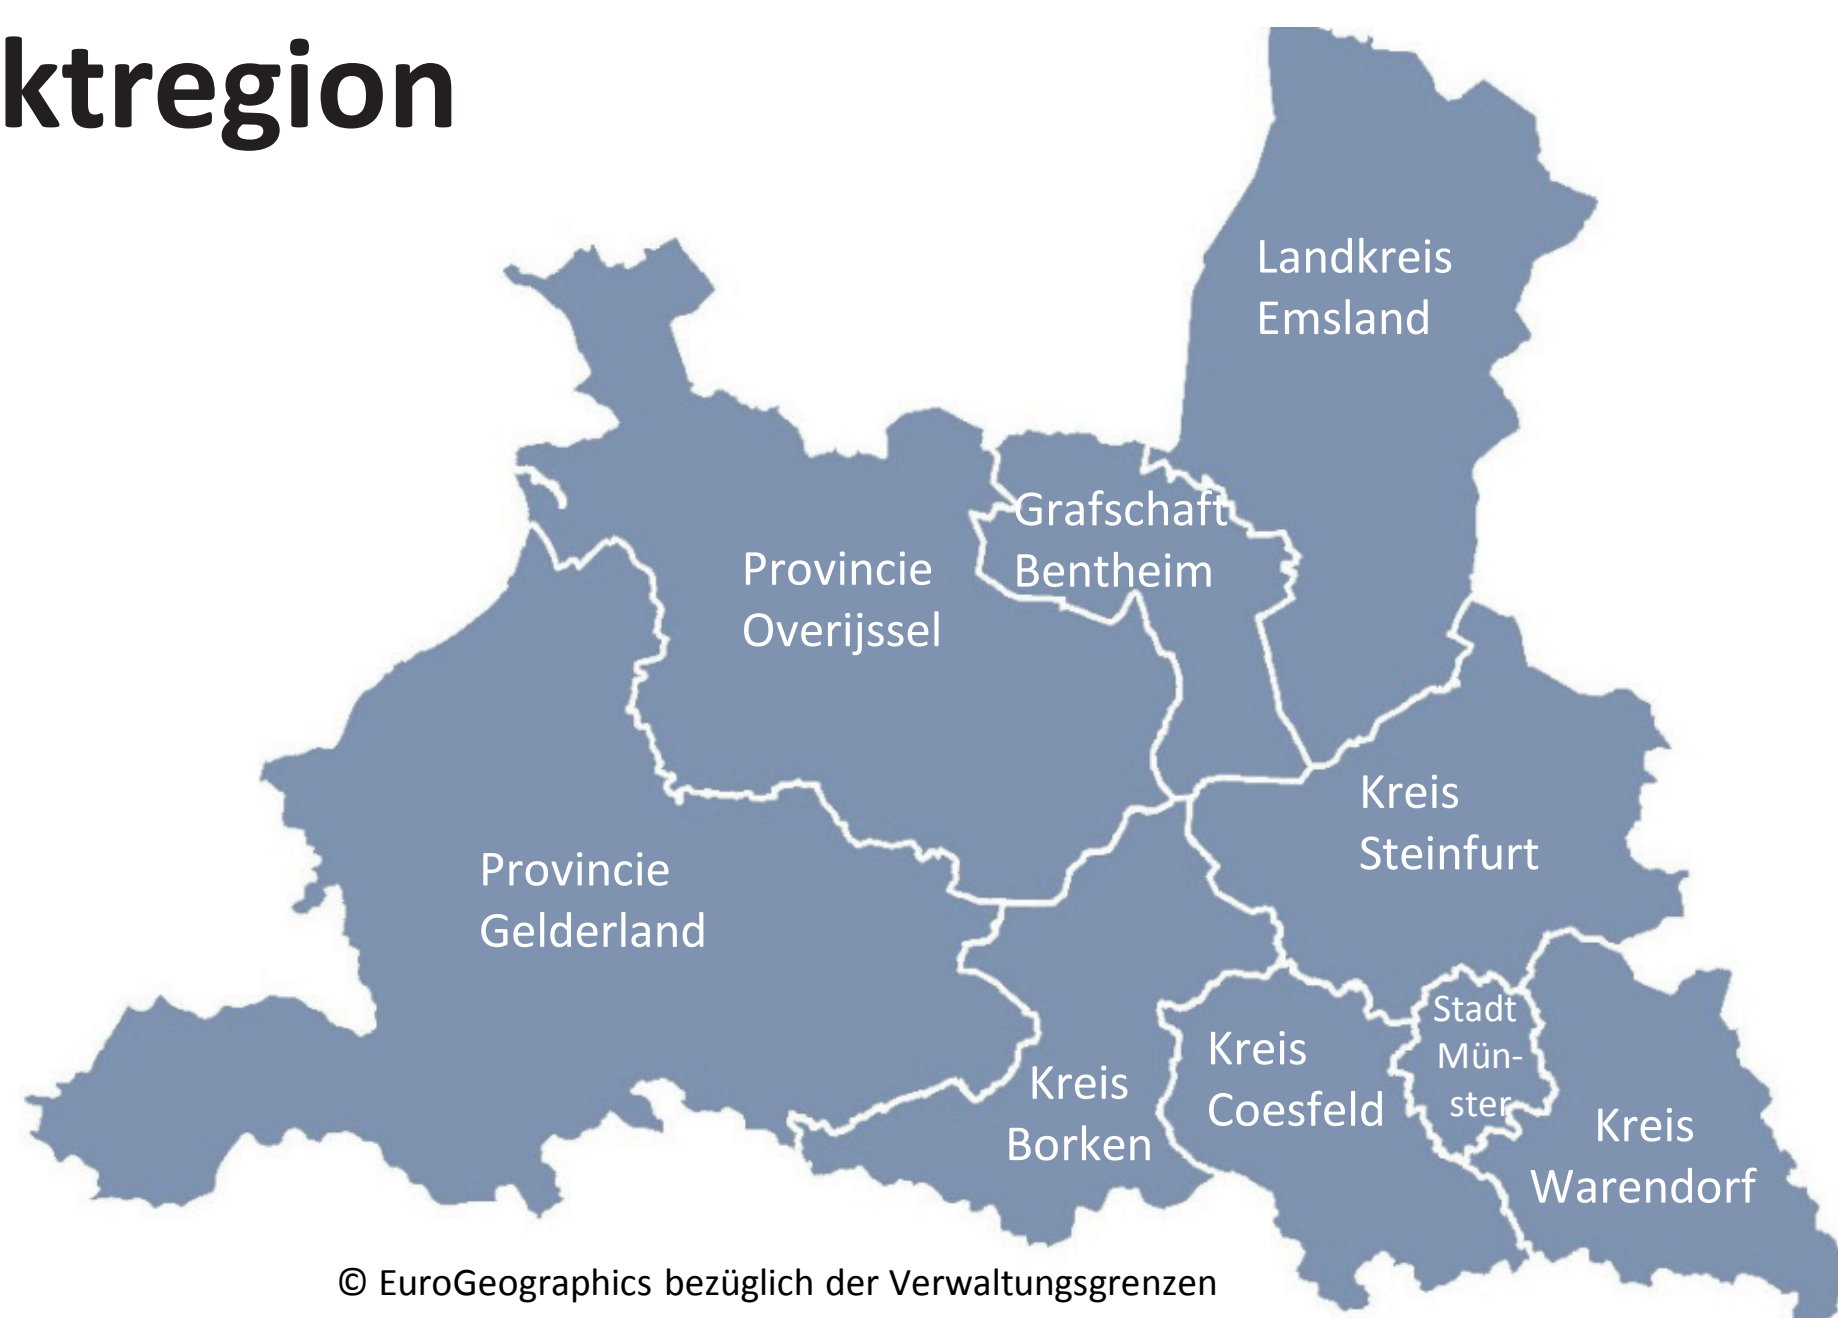 ktregion
Landkreis
Emsland
Grafschaft
Bentheim
Provincie
Overijssel
Kreis
Steinfurt
Provincie
Gelderland
Stadt
Mün-
ster
Kreis
Coesfeld
Kreis
Borken
Kreis
Warendorf
© EuroGeographics bezüglich der Verwaltungsgrenzen